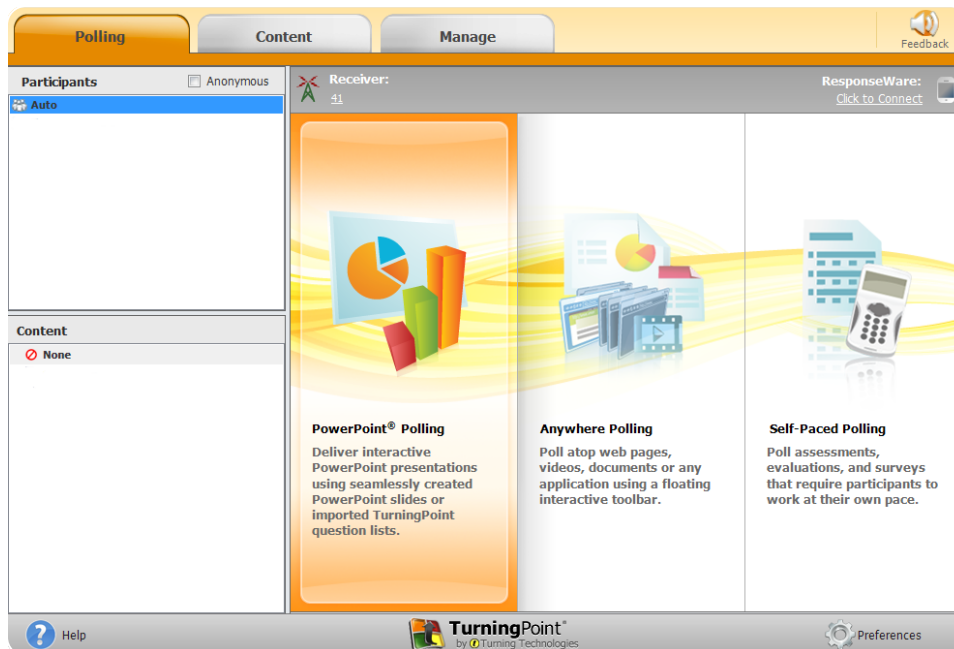 Polling
Content
Manage
Feedback
Participants
Anonymous
Receiver:
41
ResponseWare:
Click to Connect
Auto
Content
None
PowerPoint® Polling
Deliver interactive
PowerPoint presentations
using seamlessly created
PowerPoint slides or
imported TurningPoint
question lists.
Anywhere Polling
Poll atop web pages,
videos, documents or any
application using a floating
interactive toolbar.
Self-Paced Polling
Poll assessments,
evaluations, and surveys
that require participants to
work at their own pace.
Help
TurningPoint
by Turning Technologies
Preferences